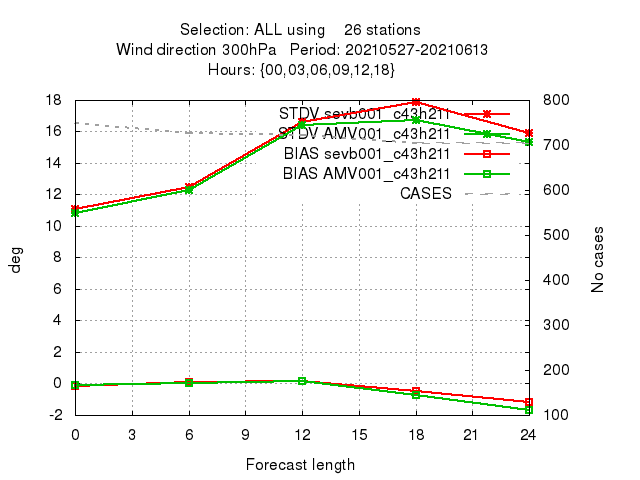 Selection: ALL using 26 stations
Wind direction 300hPa Period: 20210527-20210613
Hours: {00,03,06,09,12,18}
18 800
STDV sevb001_c43h211
16 STDV AMV001_c43h211
700
BIAS sevb001_c43h211
14
BIAS AMV001_c43h211
12 CASES 600
10 500
deg No cases
8
6 400
4 300
2
200
0
-2 100
0 3 6 9 12 15 18 21 24
Forecast length